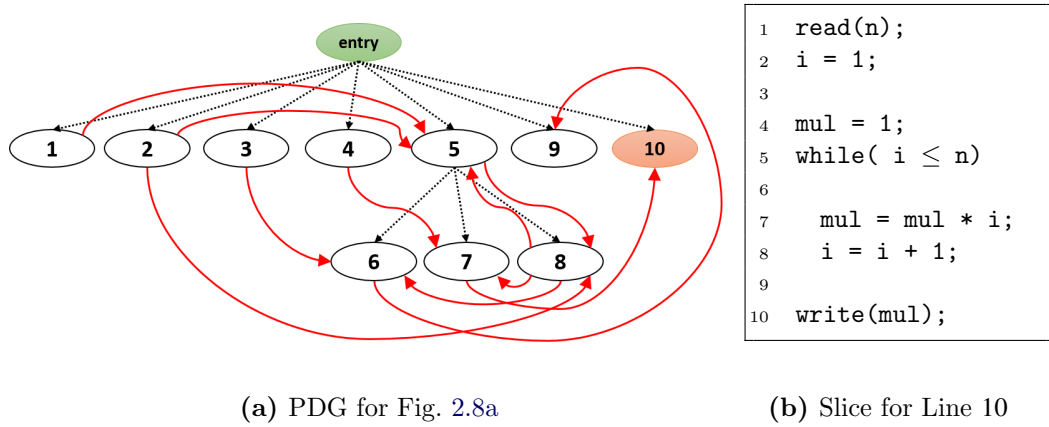 entry
1 2 3 4 5 9 10
6 7 8
1 read(n);
2 i = 1;
3
4 mul = 1;
5 while( i ≤ n)
6
7 mul = mul * i;
8 i = i + 1;
9
10 write(mul);
(a) PDG for Fig. 2.8a
(b) Slice for Line 10